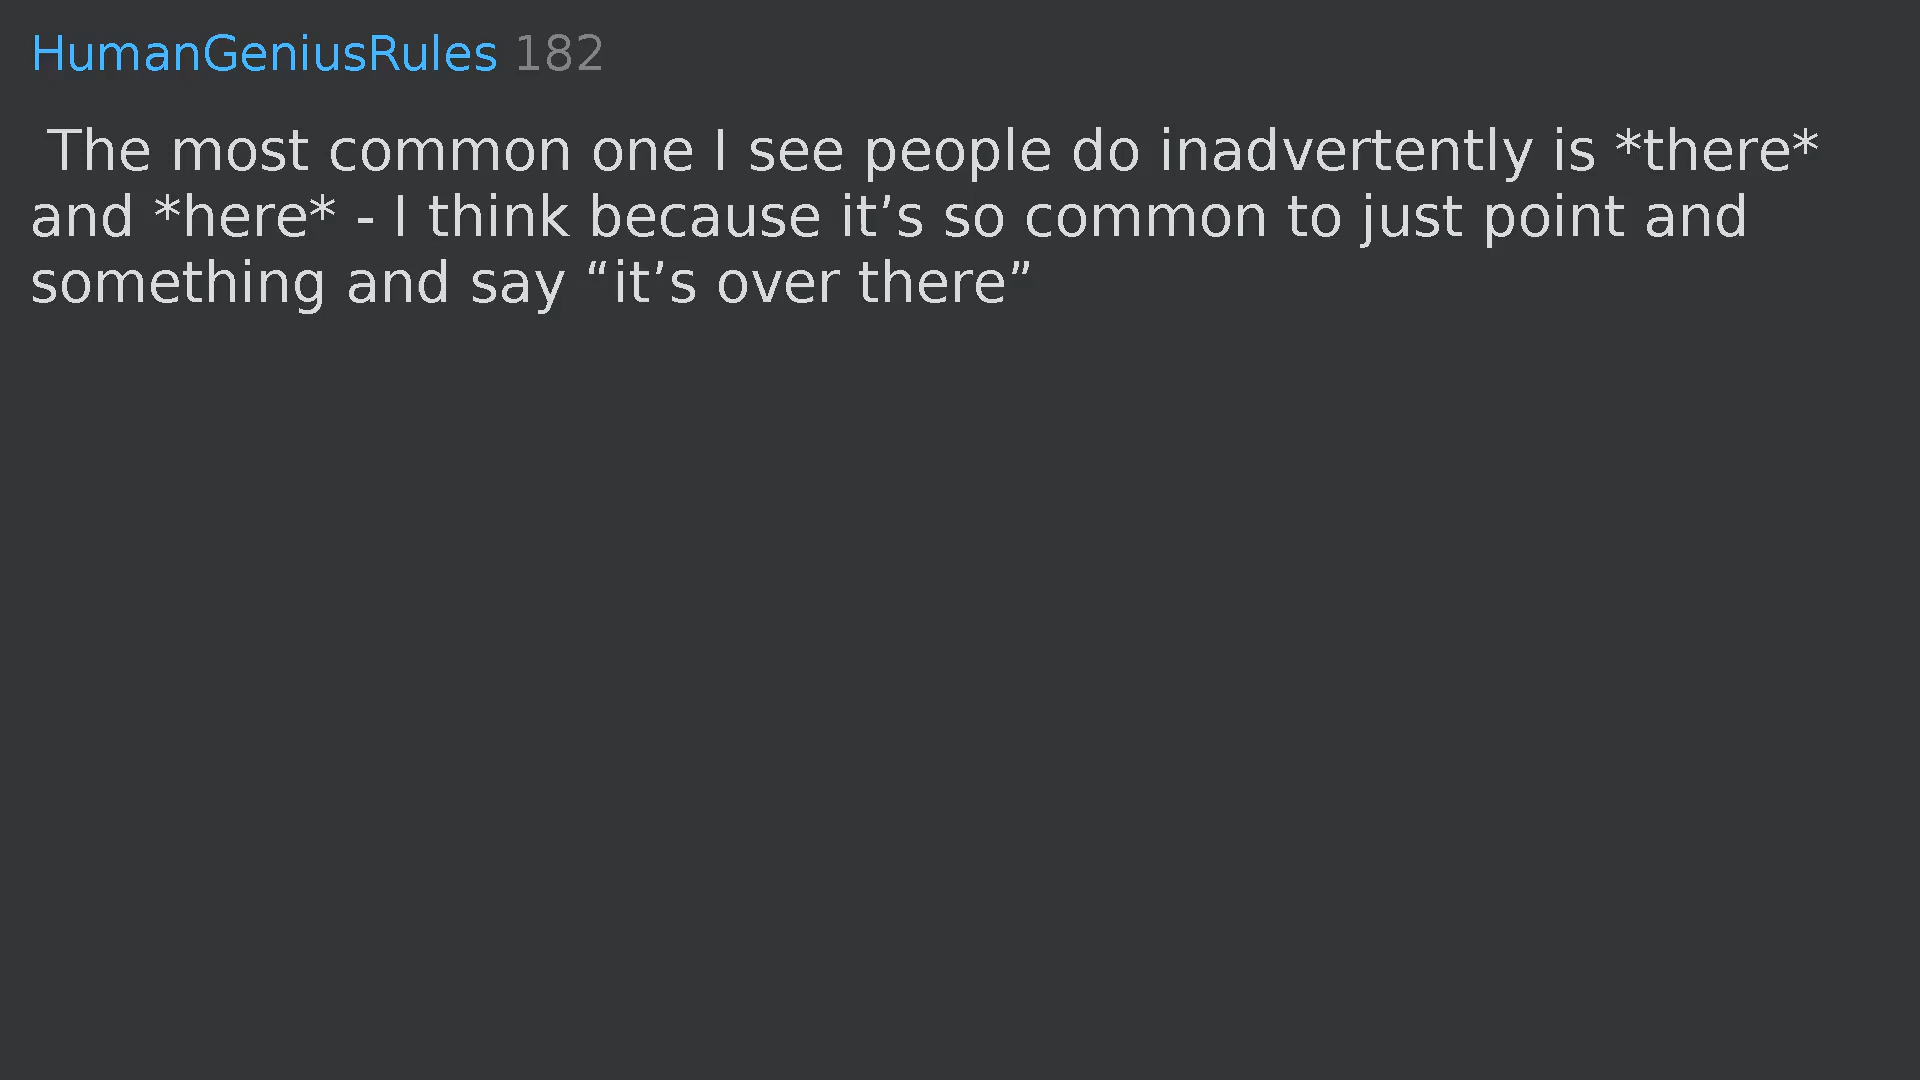 HumanGeniusRules 182
The most common one I see people do inadvertently is *there*
and *here* - I think because it’s so common to just point and
something and say “it’s over there”